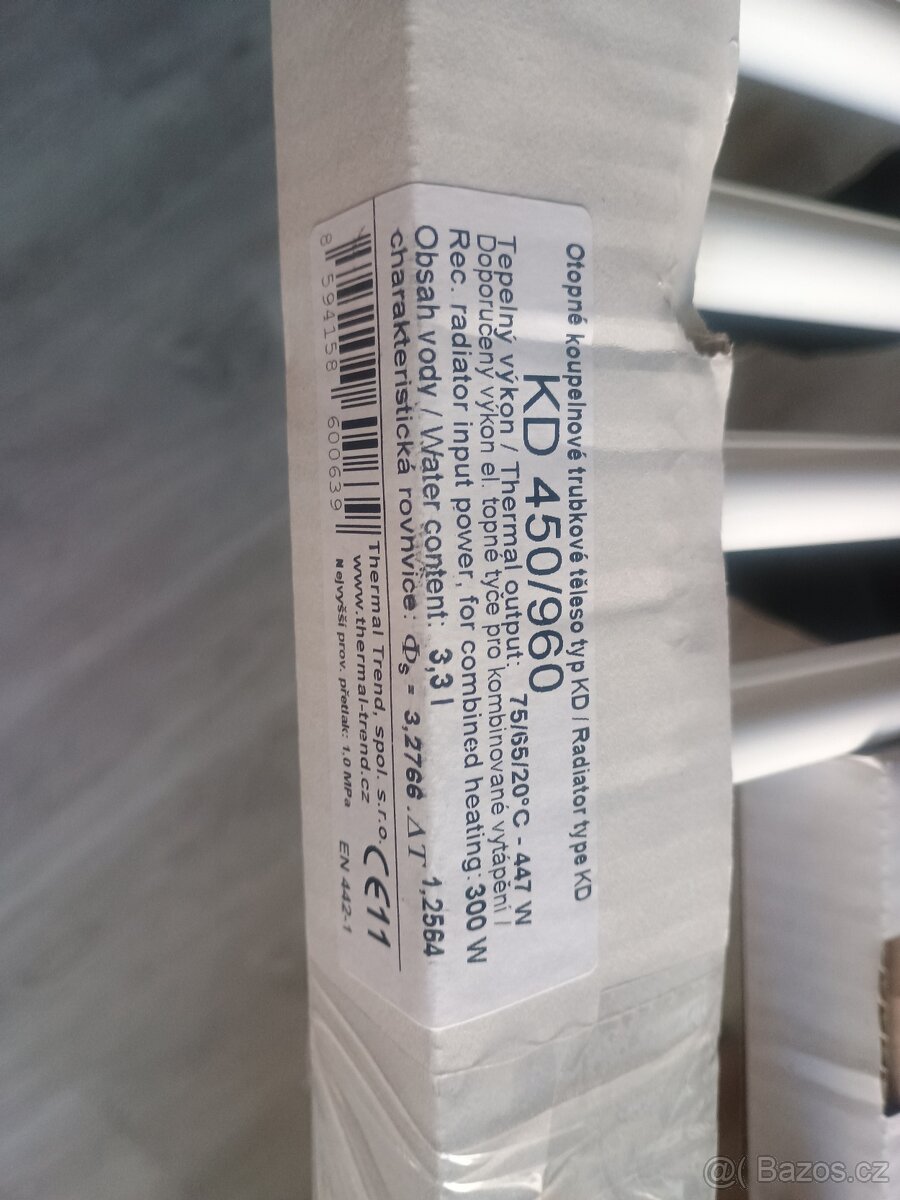 Otopné koupelnové trubkové těleso typ KD / Radiator type KD
KD 450/960
Tepelný výkon / Thermal output: 75/65/20°C - 447 W
Doporučený výkon el. topné tyče pro kombinované vytápění /
Rec. radiator input power, for combined heating: 300 W
Obsah vody / Water content: 3,3 l
charakteristická rovnvice: Φs = 3,2766 . ΔT 1,2564
Thermal Trend, spol. s.r.o.
www.thermal-trend.cz
CE11
Nejvyšší prov. přetlak: 1,0 MPa EN 442-1
8 594158 600639
@( Bazos.cz